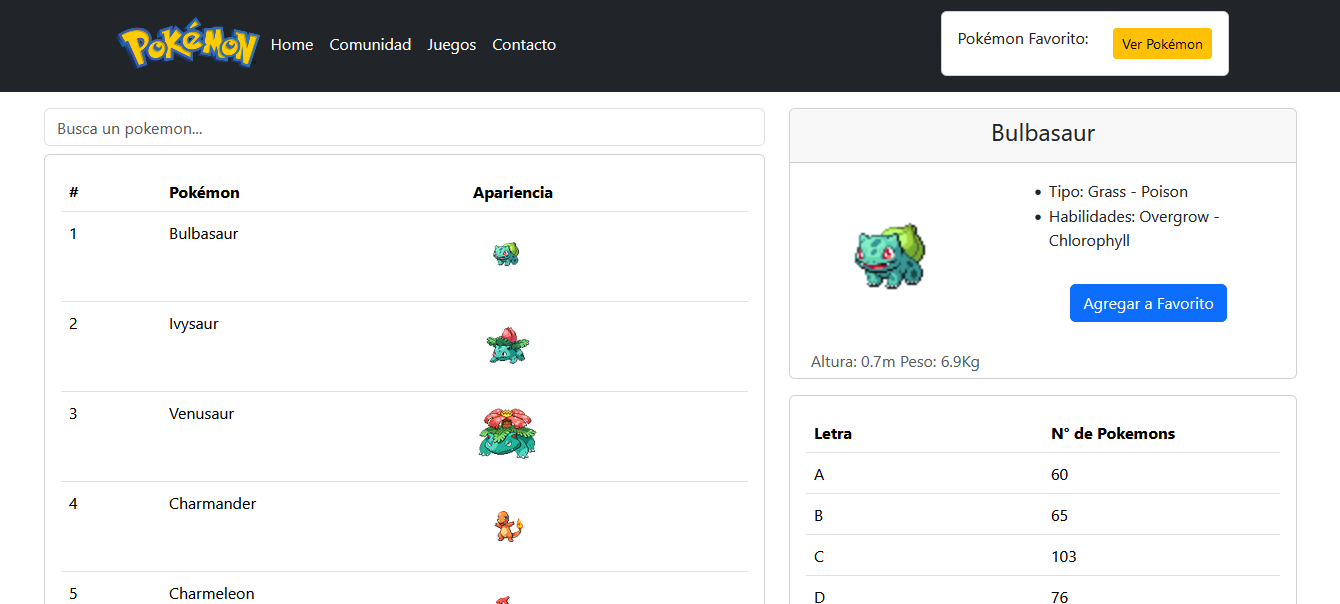 POKéMON Home Comunidad Juegos Contacto
Pokémon Favorito: Ver Pokémon
Busca un pokemon...
# Pokémon Apariencia
1 Bulbasaur
2 Ivysaur
3 Venusaur
4 Charmander
5 Charmeleon
Bulbasaur
Tipo: Grass - Poison
Habilidades: Overgrow -
Chlorophyll
Agregar a Favorito
Altura: 0.7m Peso: 6.9Kg
Letra N° de Pokemons
A 60
B 65
C 103
D 76